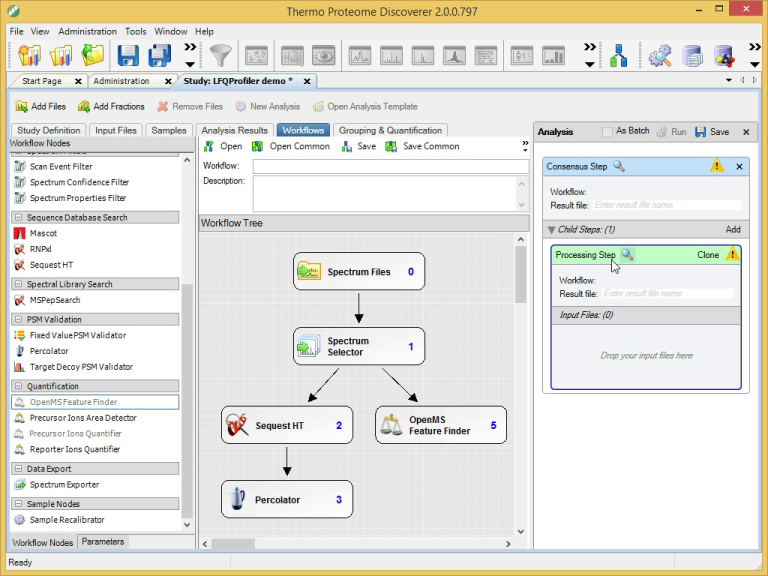 Thermo Proteome Discoverer 2.0.0.797
File View Administration Tools Window Help
Start Page Administration Study: LFQProfiler demo *
Add Files Add Fractions Remove Files New Analysis Open Analysis Template
Study Definition Input Files Samples Analysis Results Workflows Grouping & Quantification
Workflow Nodes
Scan Event Filter
Spectrum Confidence Filter
Spectrum Properties Filter
Sequence Database Search
Mascot
RNPxl
Sequest HT
Spectral Library Search
MSPepSearch
PSM Validation
Fixed Value PSM Validator
Percolator
Target Decoy PSM Validator
Quantification
OpenMS Feature Finder
Precursor Ions Area Detector
Precursor Ions Quantifier
Reporter Ions Quantifier
Data Export
Spectrum Exporter
Sample Nodes
Sample Recalibrator
Workflow Nodes Parameters
Open Open Common Save Save Common
Workflow:
Description:
Workflow Tree
Spectrum Files 0
Spectrum
Selector 1
Sequest HT 2
OpenMS
Feature Finder 5
Percolator 3
Analysis As Batch Run Save
Consensus Step
Workflow:
Result file: Enter result file name.
Child Steps: (1) Add
Processing Step Clone
Workflow:
Result file: Enter result file name.
Input Files: (0)
Drop your input files here
Ready